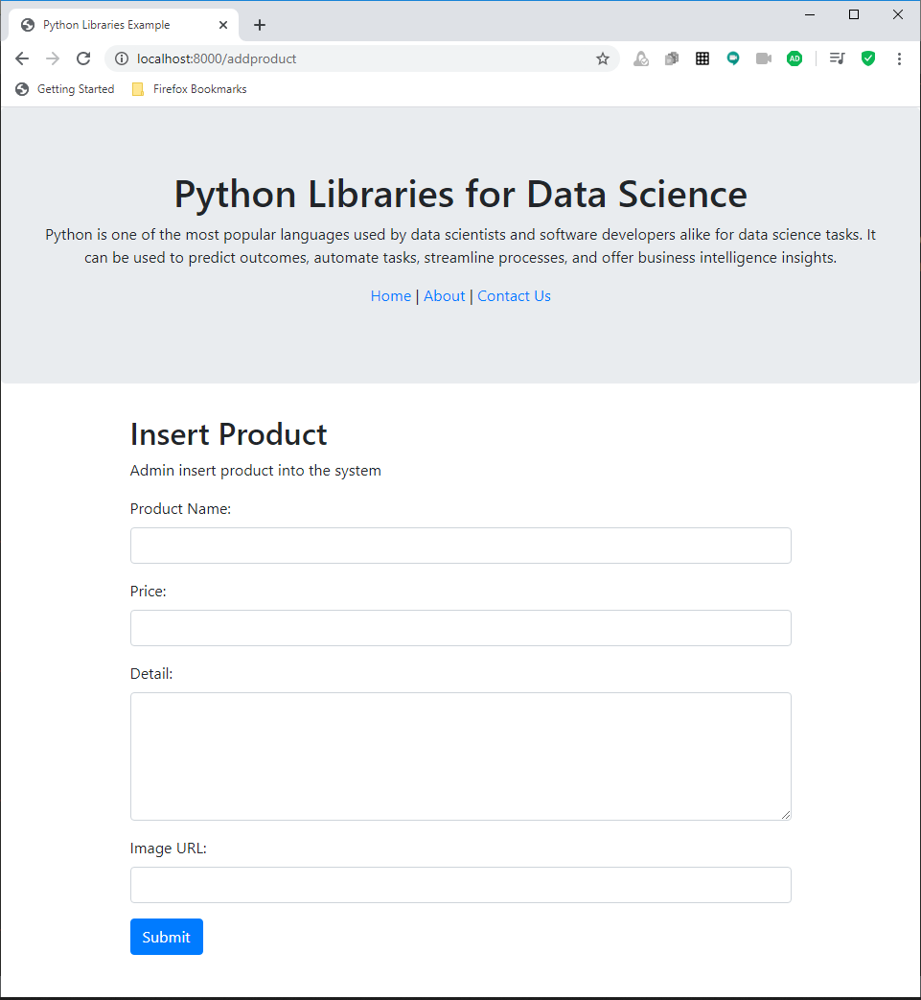 Python Libraries Example
localhost:8000/addproduct
AD
Getting Started
Firefox Bookmarks
Python Libraries for Data Science
Python is one of the most popular languages used by data scientists and software developers alike for data science tasks. It
can be used to predict outcomes, automate tasks, streamline processes, and offer business intelligence insights.
Home | About | Contact Us
Insert Product
Admin insert product into the system
Product Name:
Price:
Detail:
Image URL:
Submit